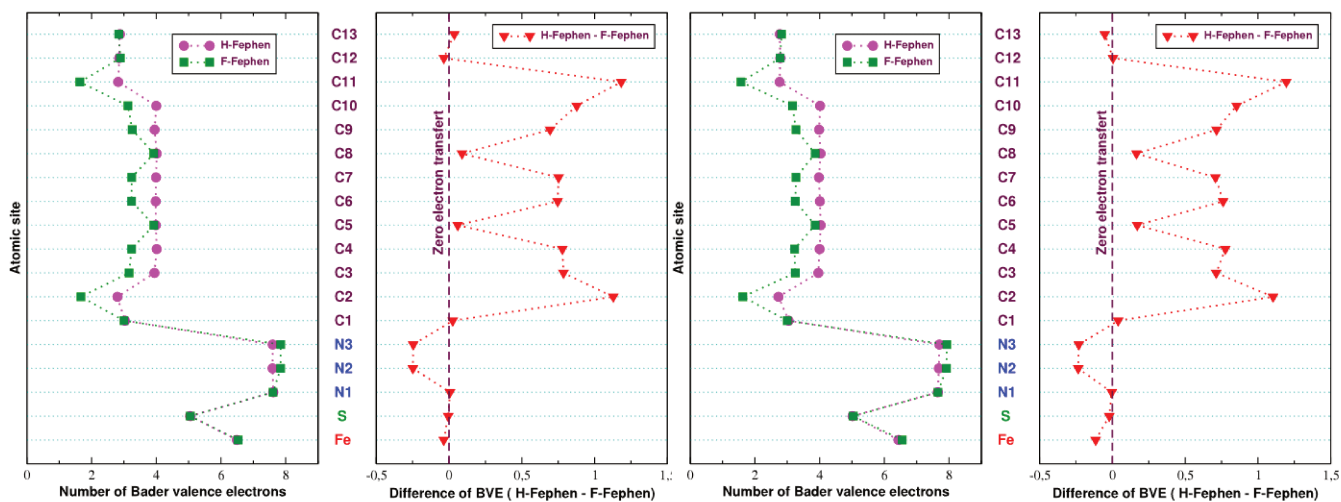 H-Fephen
F-Fephen
Atomic site
0 2 4 6 8
Number of Bader valence electrons
C13
C12
C11
C10
C9
C8
C7
C6
C5
C4
C3
C2
C1
N3
N2
N1
S
Fe
H-Fephen - F-Fephen
Zero electron transfert
-0,5 0 0,5 1 1.
Difference of BVE ( H-Fephen - F-Fephen)
H-Fephen
F-Fephen
Atomic site
0 2 4 6 8
Number of Bader valence electrons
C13
C12
C11
C10
C9
C8
C7
C6
C5
C4
C3
C2
C1
N3
N2
N1
S
Fe
H-Fephen - F-Fephen
Zero electron transfert
-0,5 0 0,5 1 1,5
Difference of BVE ( H-Fephen - F-Fephen)